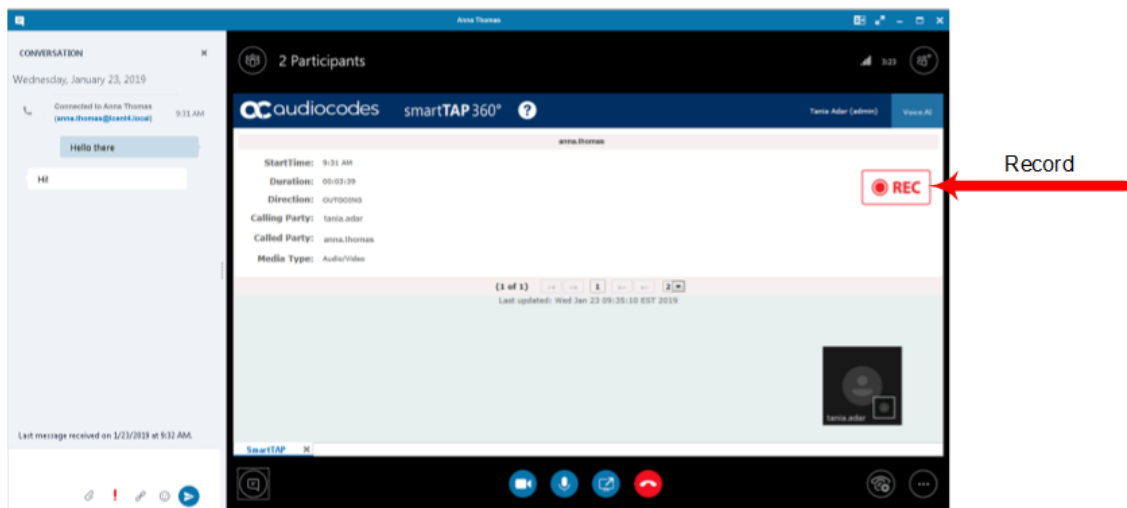 Anna Thomas
CONVERSATION
Wednesday, January 23, 2019
Connected to Anna Thomas
(anna.thomas@lcent4.local)
9:31 AM
Hello there
Hi!
Last message received on 1/23/2019 at 9:32 AM.
2 Participants
3:23
audiocodes
smartTAP 360°
?
Tania Adar (admin)
Voice AI
anna.thomas
StartTime: 9:31 AM
Duration: 00:03:39
Direction: OUTGOING
Calling Party: tania.adar
Called Party: anna.thomas
Media Type: Audio/Video
REC
Record
(1 of 1) 1 2
Last updated: Wed Jan 23 09:35:10 EST 2019
tania.adar
SmartTAP